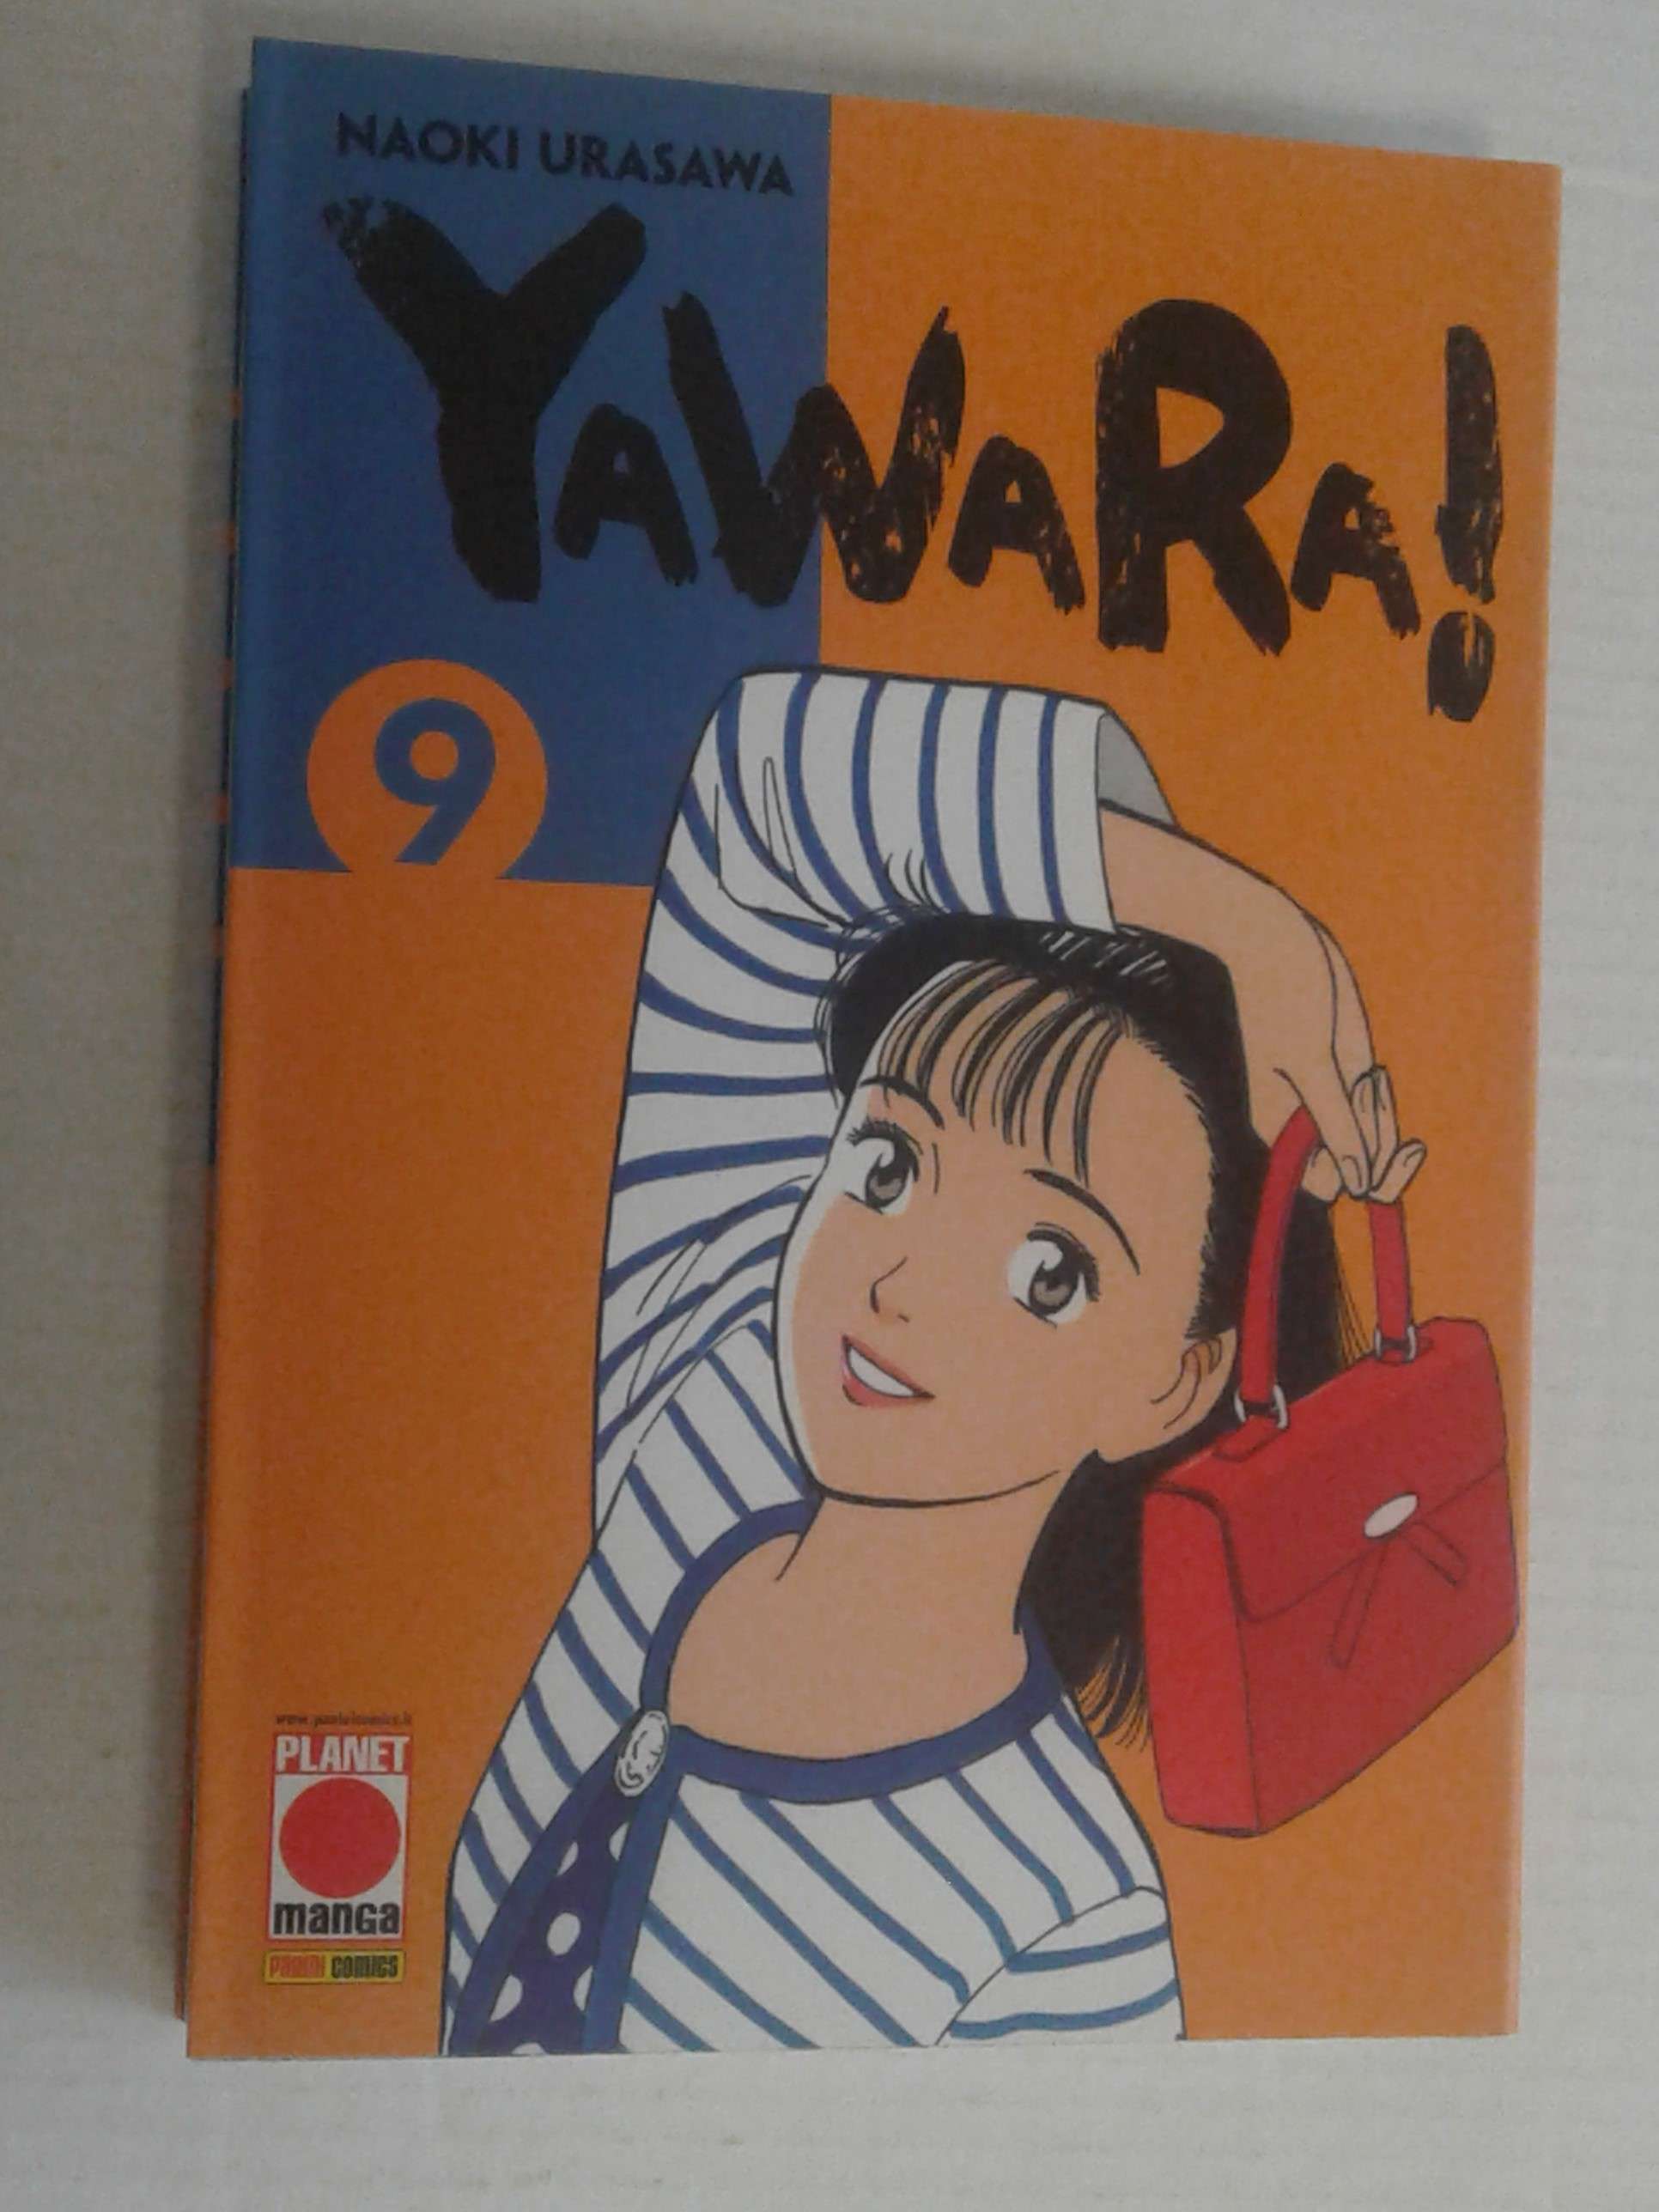 NAOKI URASAWA
YAWARA!
9
www.paninicomics.it
PLANET
manga
PANINI COMICS